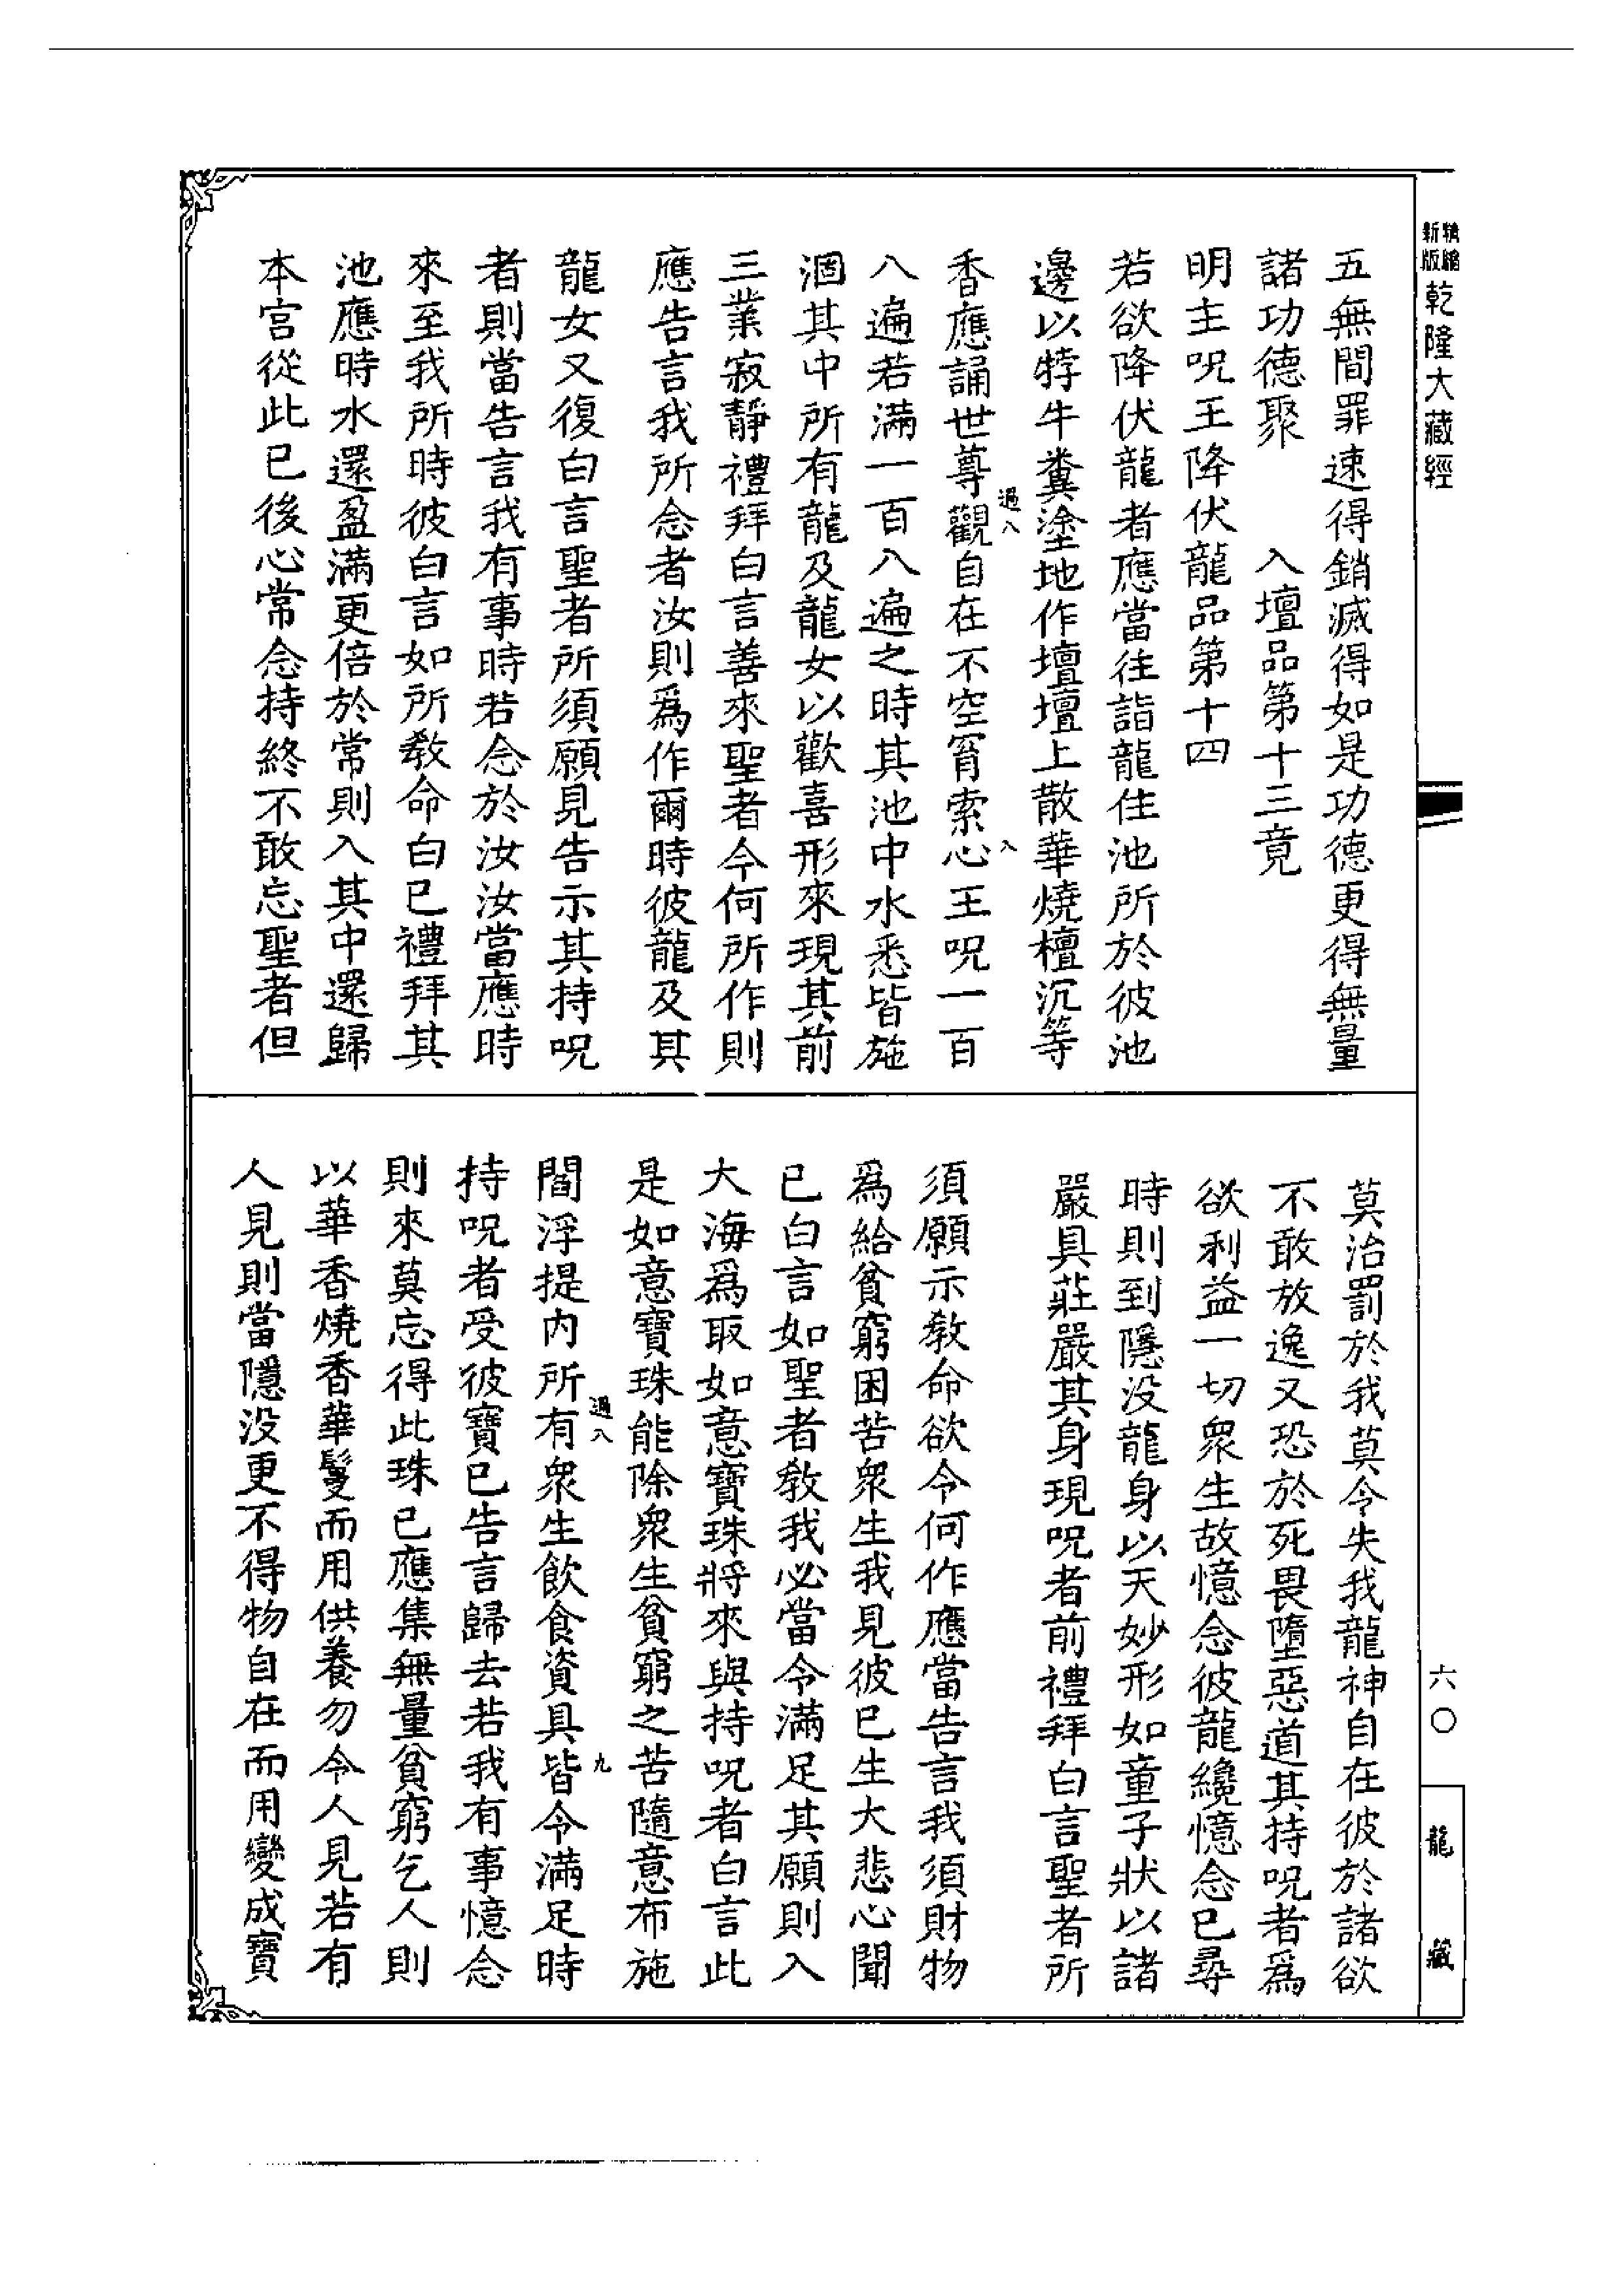 五無間罪速得銷滅得如是功德更得無量
諸功德聚　　入壇品第十三竟
明主呪王降伏龍品第十四
若欲降伏龍者應當往詣龍住池所於彼池
邊以㹀牛糞塗地作壇壇上散華燒檀沉等
過八　八
香應誦世尊觀自在不空罥索心王呪一百
八遍若滿一百八遍之時其池中水悉皆施
涸其中所有龍及龍女以歡喜形來現其前
三業寂靜禮拜白言善來聖者今何所作則
應告言我所念者汝則爲作爾時彼龍及其
龍女又復白言聖者所須願見告示其持呪
者則當告言我有事時若念於汝汝當應時
來至我所時彼白言如所教命白已禮拜其
池應時水還盈滿更倍於常則入其中還歸
本宮從此已後心常念持終不敢忘聖者但
莫治罰於我莫令失我龍神自在彼於諸欲
不敢放逸又恐於死畏墮惡道其持呪者爲
欲利益一切眾生故憶念彼龍纔憶念已尋
時則到隱没龍身以天妙形如童子狀以諸
嚴具莊嚴其身現呪者前禮拜白言聖者所
須願示教命欲令何作應當告言我須財物
爲給貧窮困苦衆生我見彼已生大悲心聞
已白言如聖者教我必當令滿足其願則入
大海爲取如意寶珠將來與持呪者白言此
是如意寶珠能除衆生貧窮之苦隨意布施
過八　九
閻浮提内所有衆生飲食資具皆令滿足時
持呪者受彼寶已告言歸去若我有事憶念
則來莫忘得此珠已應集無量貧窮乞人則
以華香燒香華鬘而用供養勿令人見若有
人見則當隱没更不得物自在而用變成寶
精縮新版乾隆大藏經
六〇
龍藏